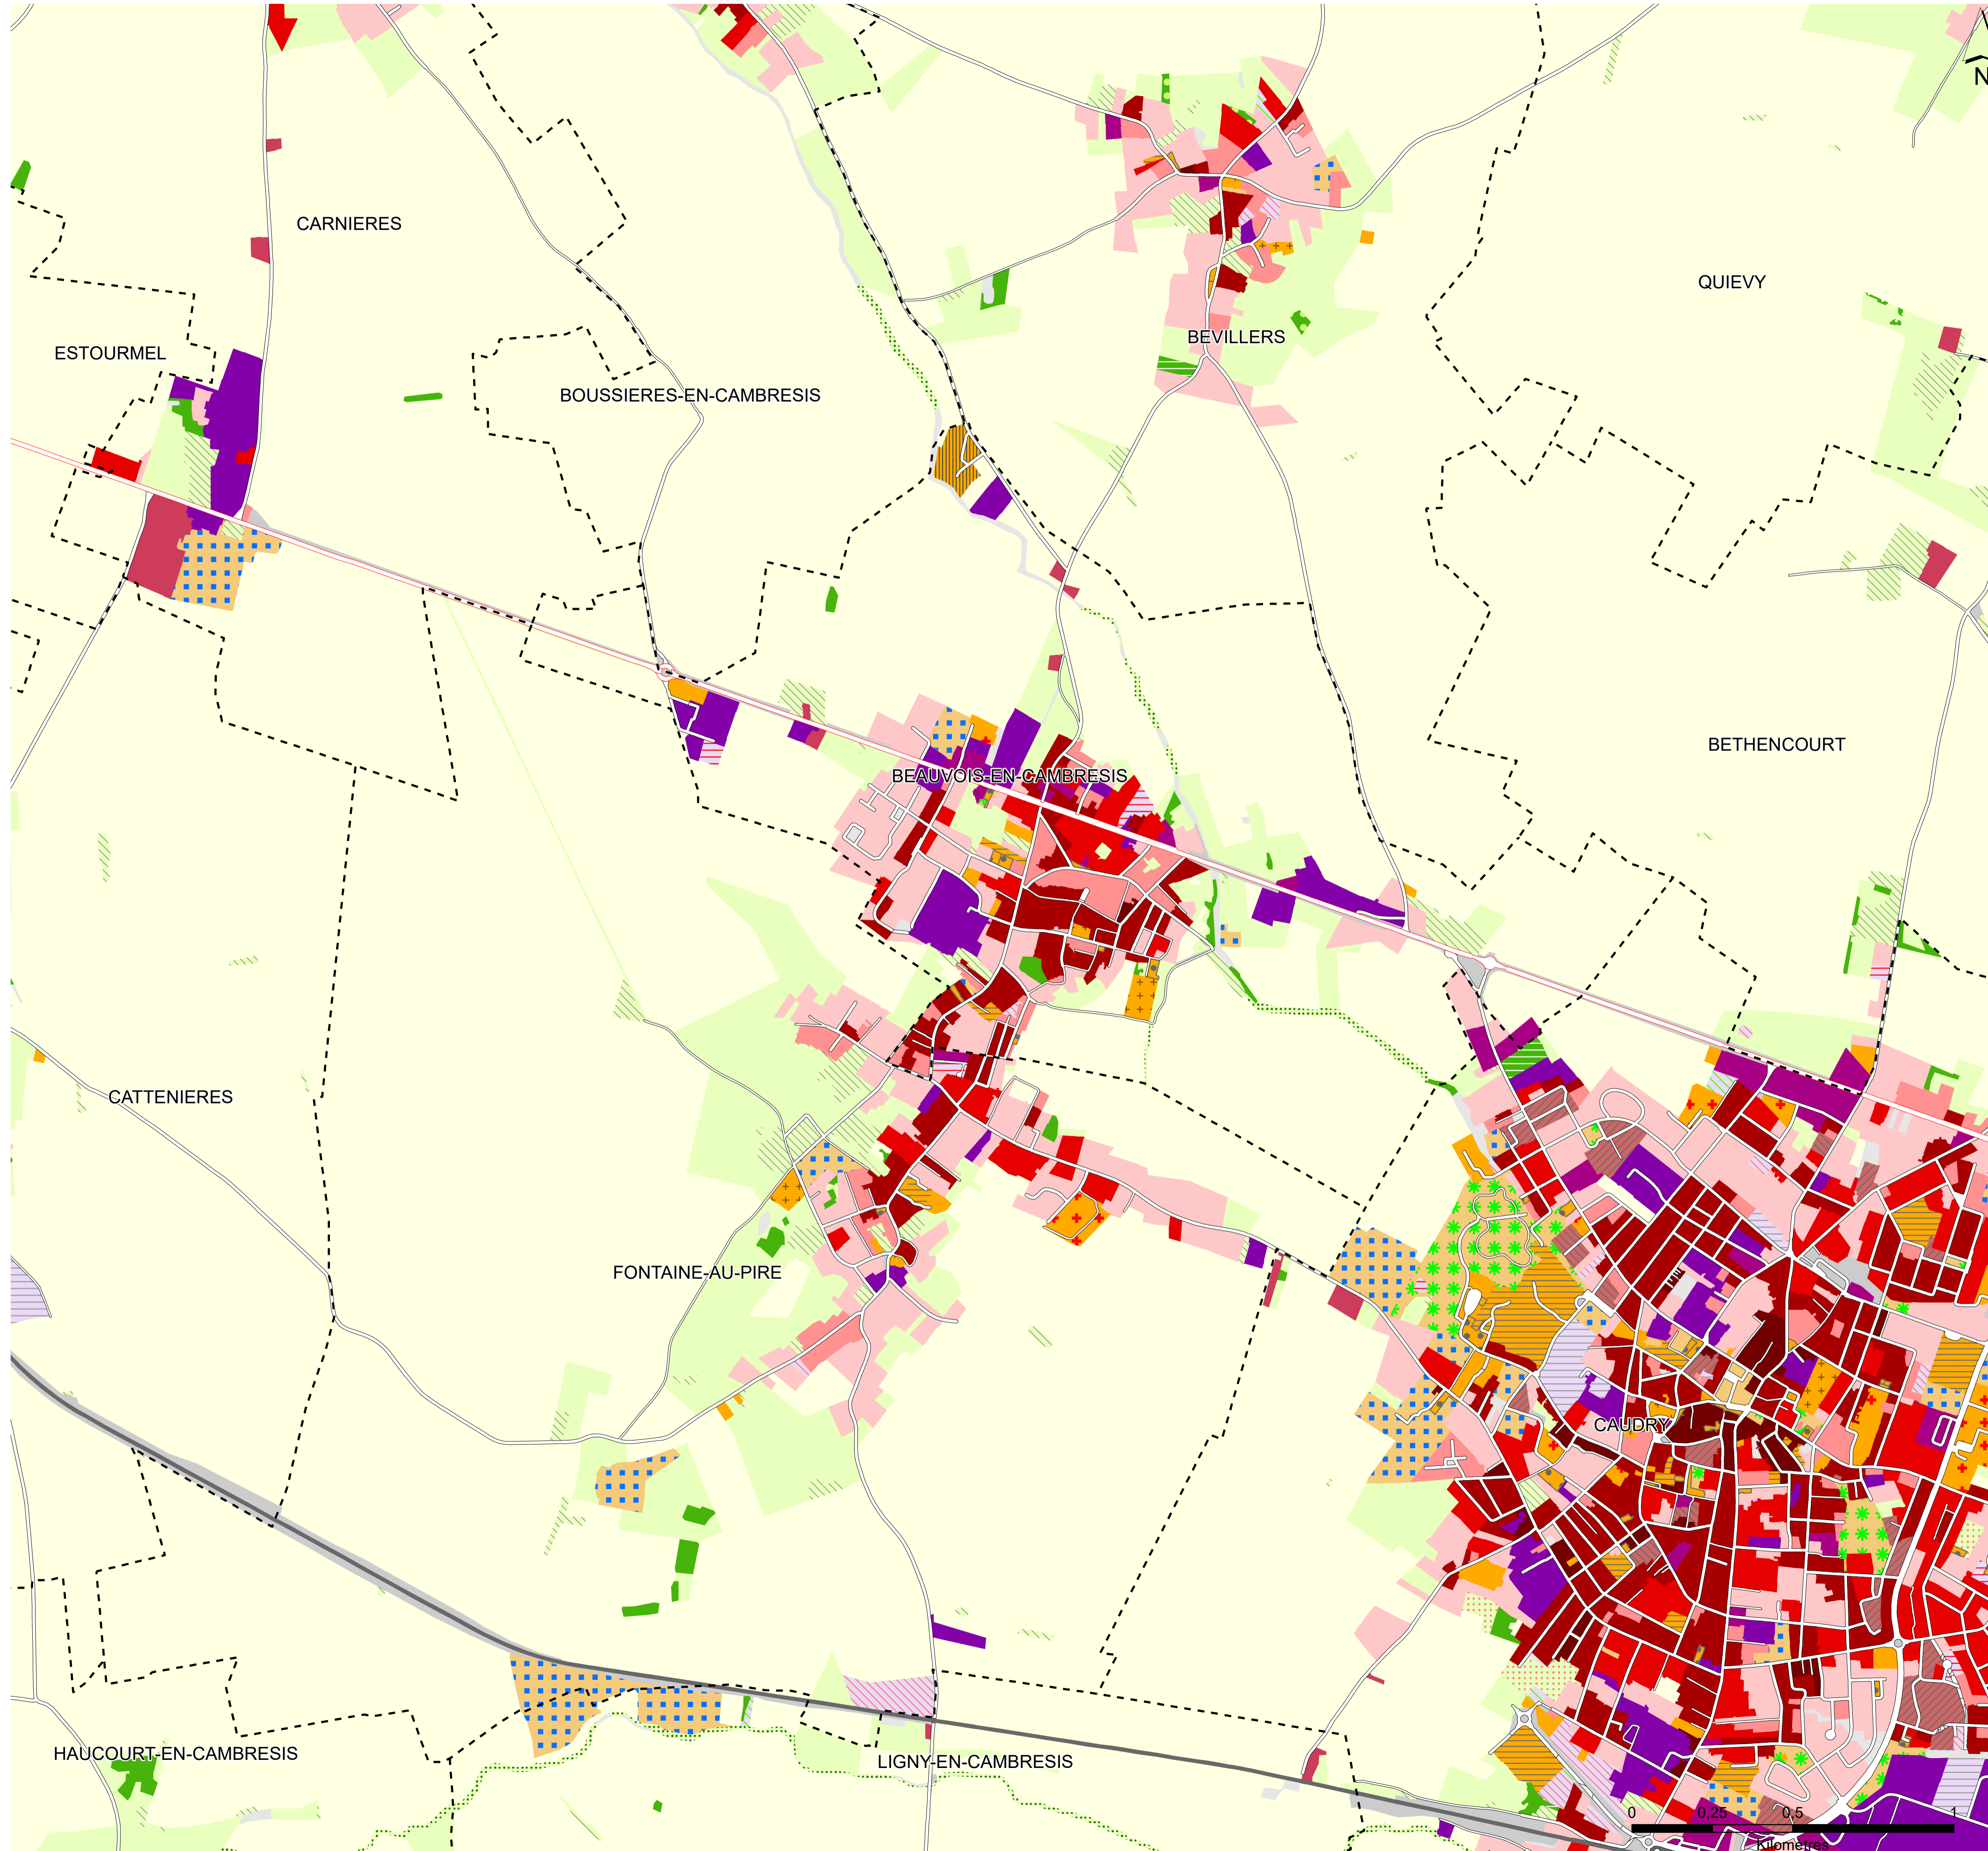 N
CARNIERES
QUIEVY
BEVILLERS
ESTOURMEL
BOUSSIERES-EN-CAMBRESIS
BETHENCOURT
BEAUVOIS-EN-CAMBRESIS
CATTENIERES
FONTAINE-AU-PIRE
CAUDRY
HAUCOURT-EN-CAMBRESIS
LIGNY-EN-CAMBRESIS
0 0,25 0,5 1
Kilomètres